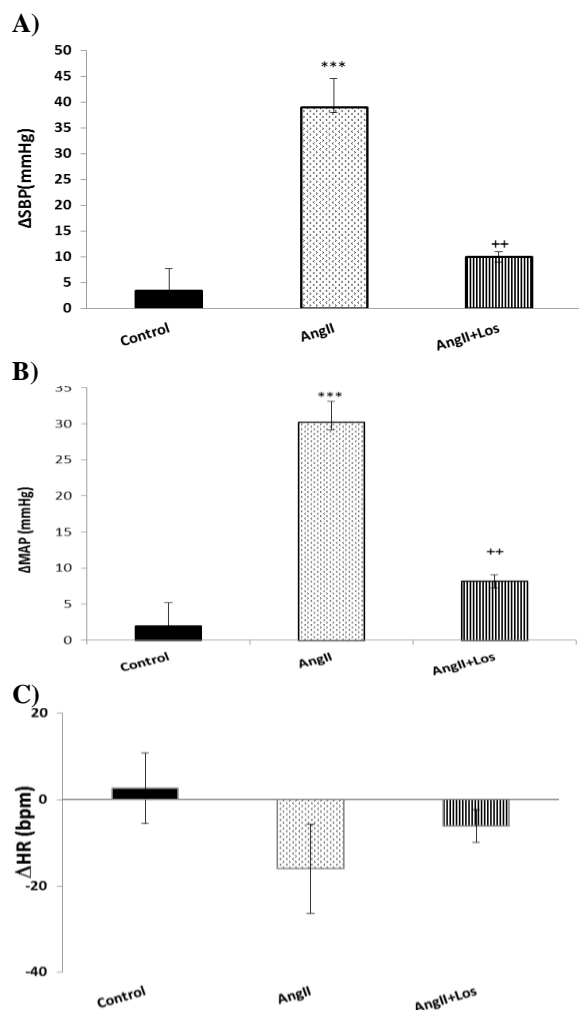 A)
50
45
40
35
30
25
20
15
10
5
0
ΔSBP(mmHg)
***
++
Control
AngII
AngII+Los
B)
35
30
25
20
15
10
5
0
ΔMAP (mmHg)
***
++
Control
AngII
AngII+Los
C)
20
0
-20
-40
ΔHR (bpm)
Control
AngII
AngII+Los